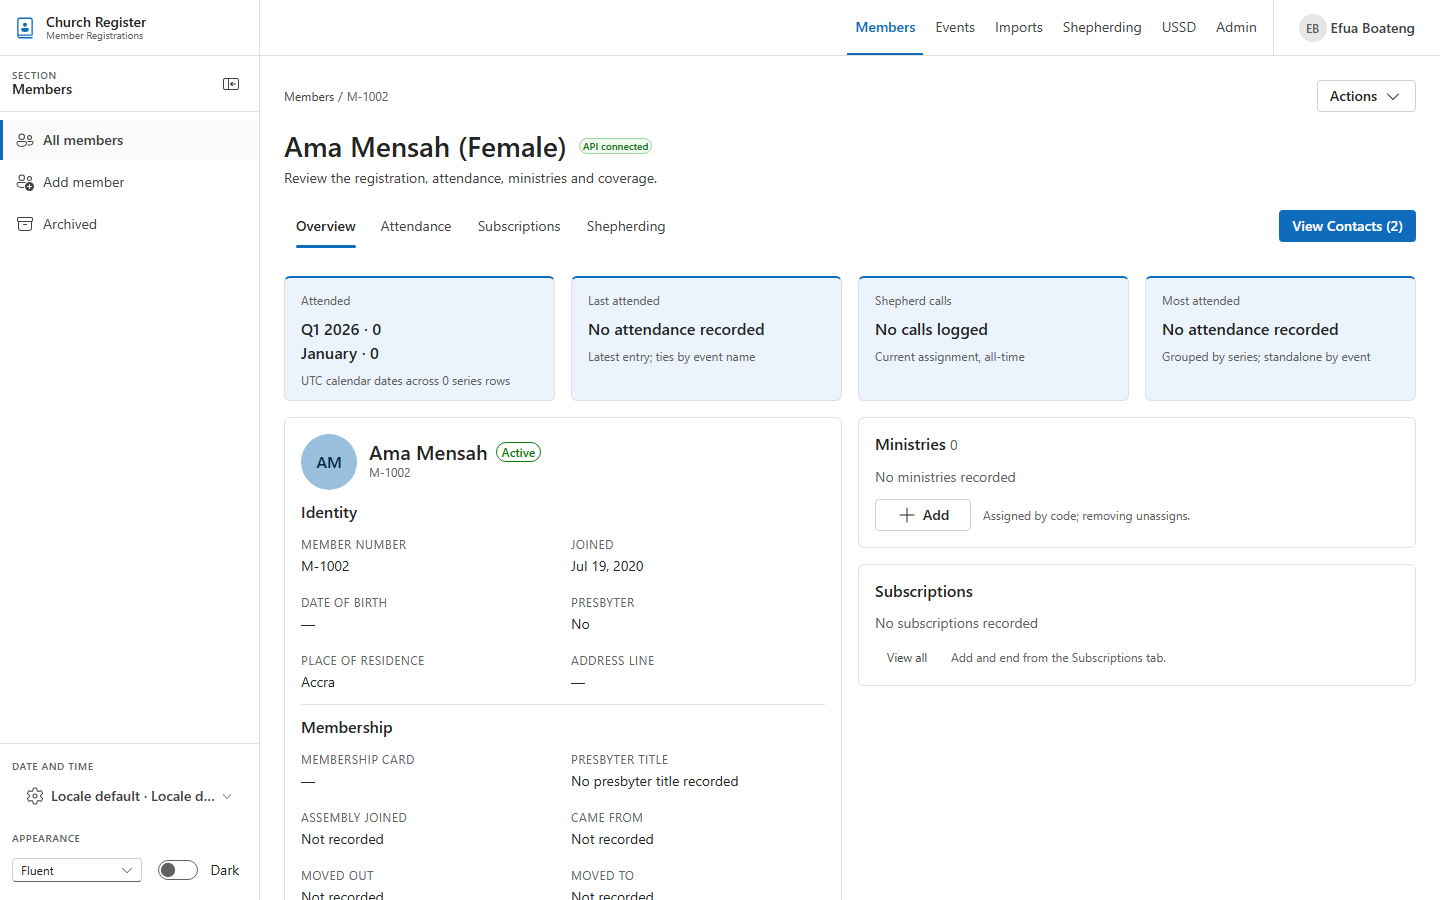 Church Register
Member Registrations
Members
Events
Imports
Shepherding
USSD
Admin
EB
Efua Boateng
SECTION
Members
All members
Add member
Archived
DATE AND TIME
Locale default · Locale d...
APPEARANCE
Fluent
Dark
Members / M-1002
Actions
Ama Mensah (Female)
API connected
Review the registration, attendance, ministries and coverage.
Overview
Attendance
Subscriptions
Shepherding
View Contacts (2)
Attended
Q1 2026 · 0
January · 0
UTC calendar dates across 0 series rows
Last attended
No attendance recorded
Latest entry; ties by event name
Shepherd calls
No calls logged
Current assignment, all-time
Most attended
No attendance recorded
Grouped by series; standalone by event
AM
Ama Mensah
Active
M-1002
Identity
MEMBER NUMBER
M-1002
JOINED
Jul 19, 2020
DATE OF BIRTH
—
PRESBYTER
No
PLACE OF RESIDENCE
Accra
ADDRESS LINE
—
Membership
MEMBERSHIP CARD
—
PRESBYTER TITLE
No presbyter title recorded
ASSEMBLY JOINED
Not recorded
CAME FROM
Not recorded
MOVED OUT
Not recorded
MOVED TO
Not recorded
Ministries 0
No ministries recorded
Add
Assigned by code; removing unassigns.
Subscriptions
No subscriptions recorded
View all
Add and end from the Subscriptions tab.